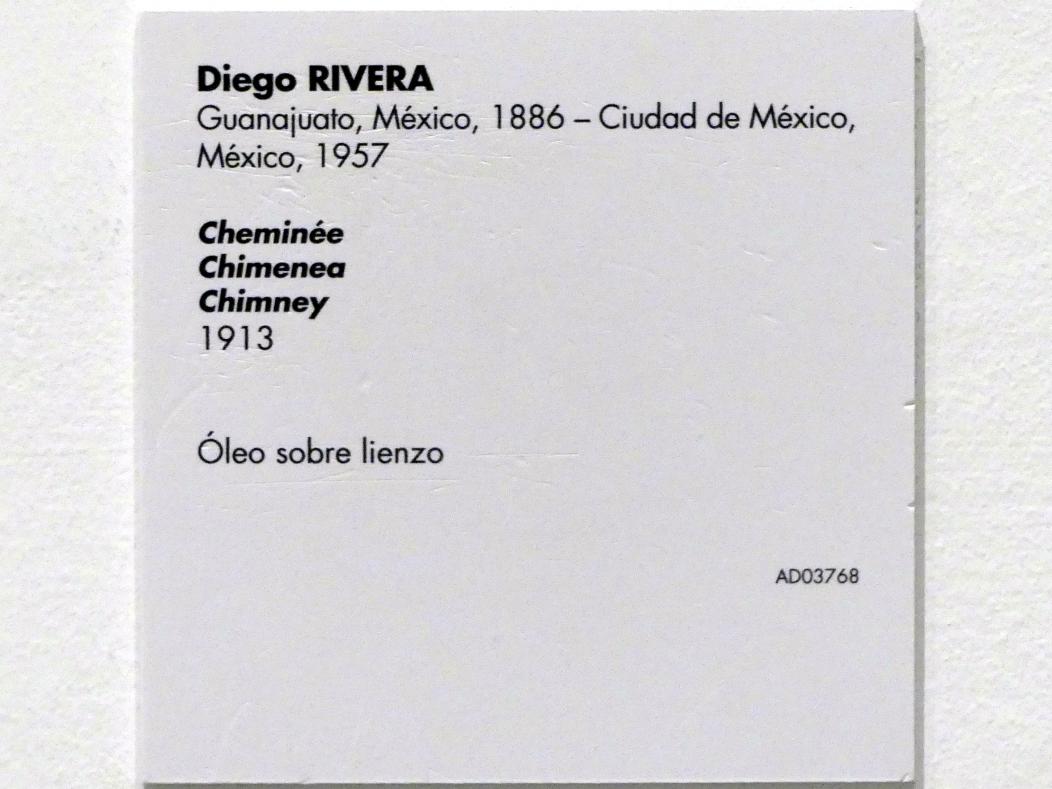 Diego RIVERA
Guanajuato, México, 1886 – Ciudad de México,
México, 1957
Cheminée
Chimenea
Chimney
1913
Óleo sobre lienzo
AD03768